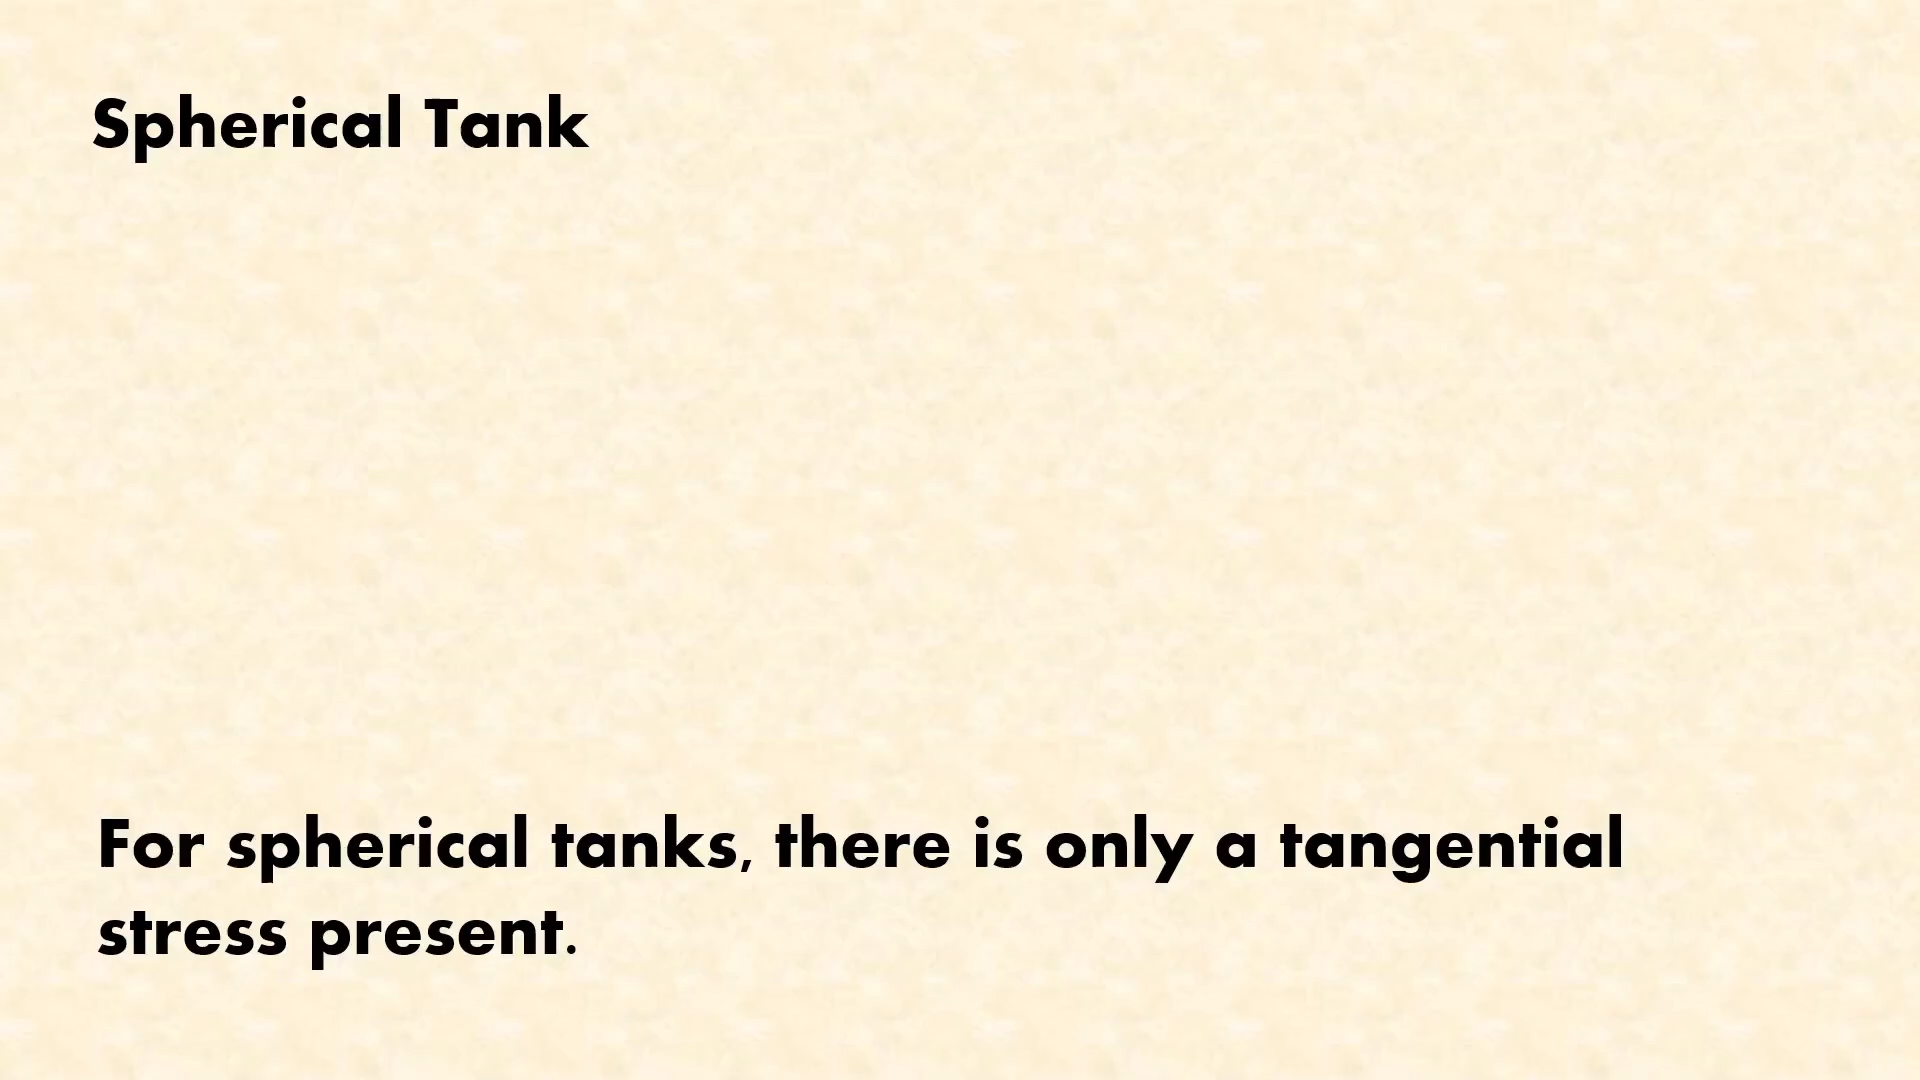 Spherical Tank
For spherical tanks, there is only a tangential
stress present.